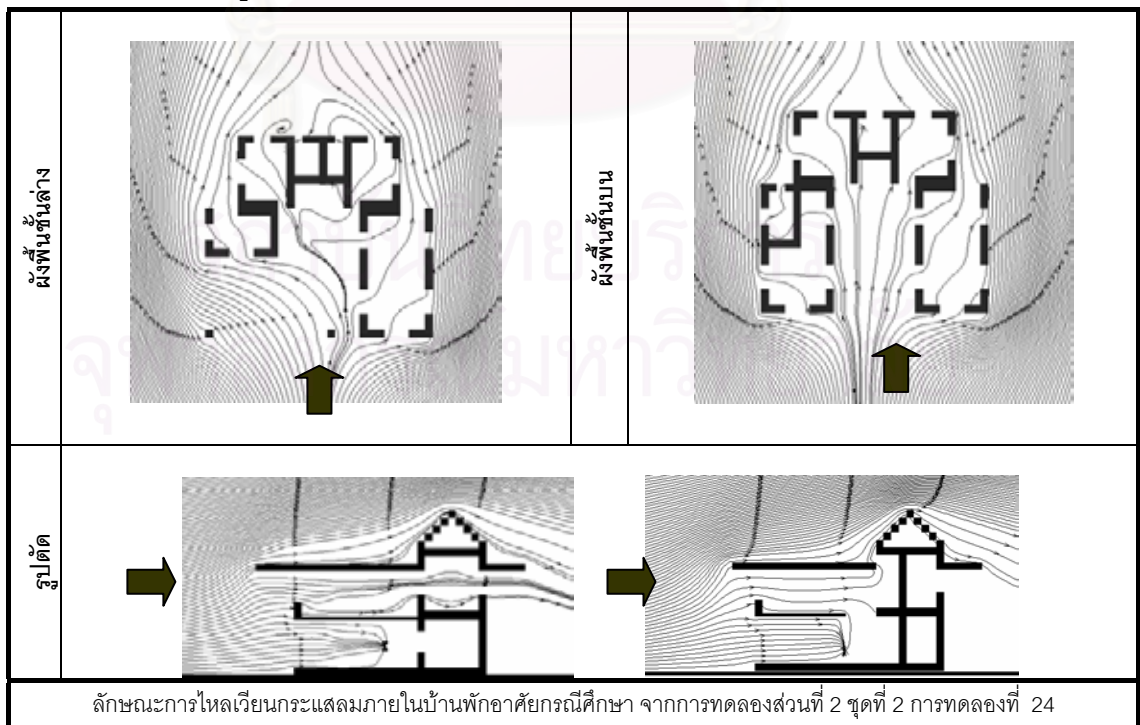 ผังพื้นชั้นล่าง
ผังพื้นชั้นบน
รูปตัด
ลักษณะการไหลเวียนกระแสลมภายในบ้านพักอาศัยกรณีศึกษา จากการทดลองส่วนที่ 2 ชุดที่ 2 การทดลองที่ 24